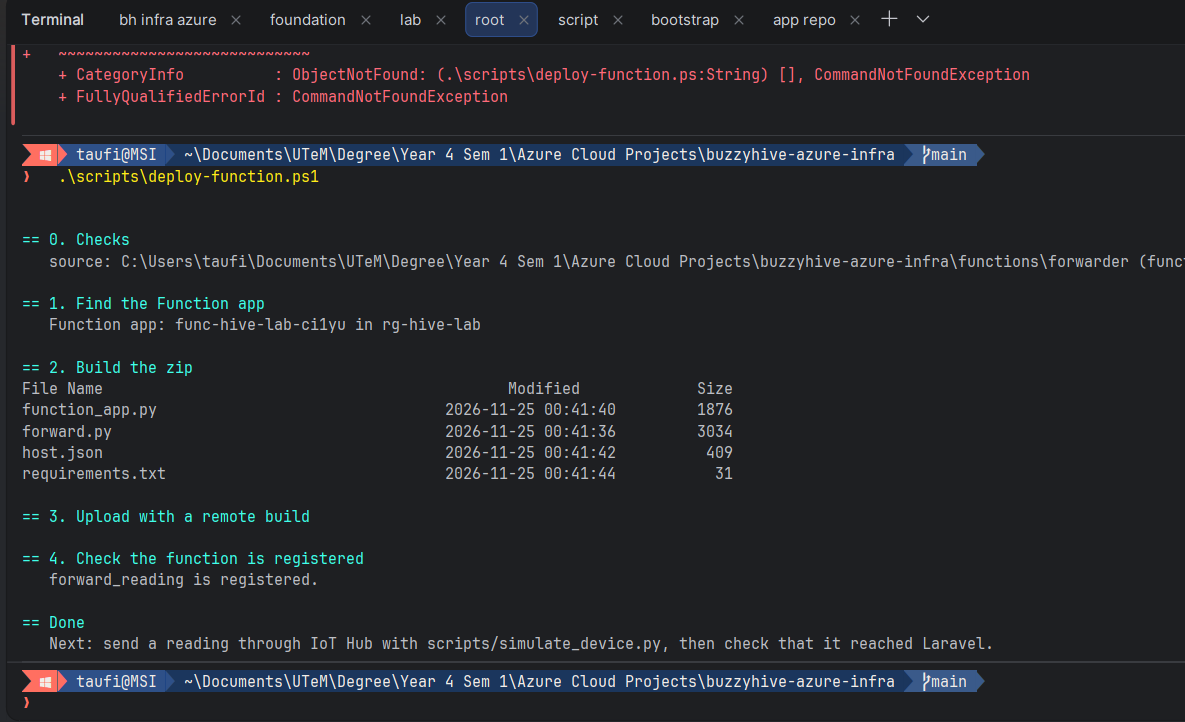 Terminal bh infra azure × foundation × lab × root × script × bootstrap × app repo × +
+ ~~~~~~~~~~~~~~~~~~~~~~~~~~~~
+ CategoryInfo : ObjectNotFound: (.\scripts\deploy-function.ps:String) [], CommandNotFoundException
+ FullyQualifiedErrorId : CommandNotFoundException
taufi@MSI ~\Documents\UTeM\Degree\Year 4 Sem 1\Azure Cloud Projects\buzzyhive-azure-infra main
❯ .\scripts\deploy-function.ps1
== 0. Checks
source: C:\Users\taufi\Documents\UTeM\Degree\Year 4 Sem 1\Azure Cloud Projects\buzzyhive-azure-infra\functions\forwarder (func
== 1. Find the Function app
Function app: func-hive-lab-ci1yu in rg-hive-lab
== 2. Build the zip
File Name Modified Size
function_app.py 2026-11-25 00:41:40 1876
forward.py 2026-11-25 00:41:36 3034
host.json 2026-11-25 00:41:42 409
requirements.txt 2026-11-25 00:41:44 31
== 3. Upload with a remote build
== 4. Check the function is registered
forward_reading is registered.
== Done
Next: send a reading through IoT Hub with scripts/simulate_device.py, then check that it reached Laravel.
taufi@MSI ~\Documents\UTeM\Degree\Year 4 Sem 1\Azure Cloud Projects\buzzyhive-azure-infra main
❯